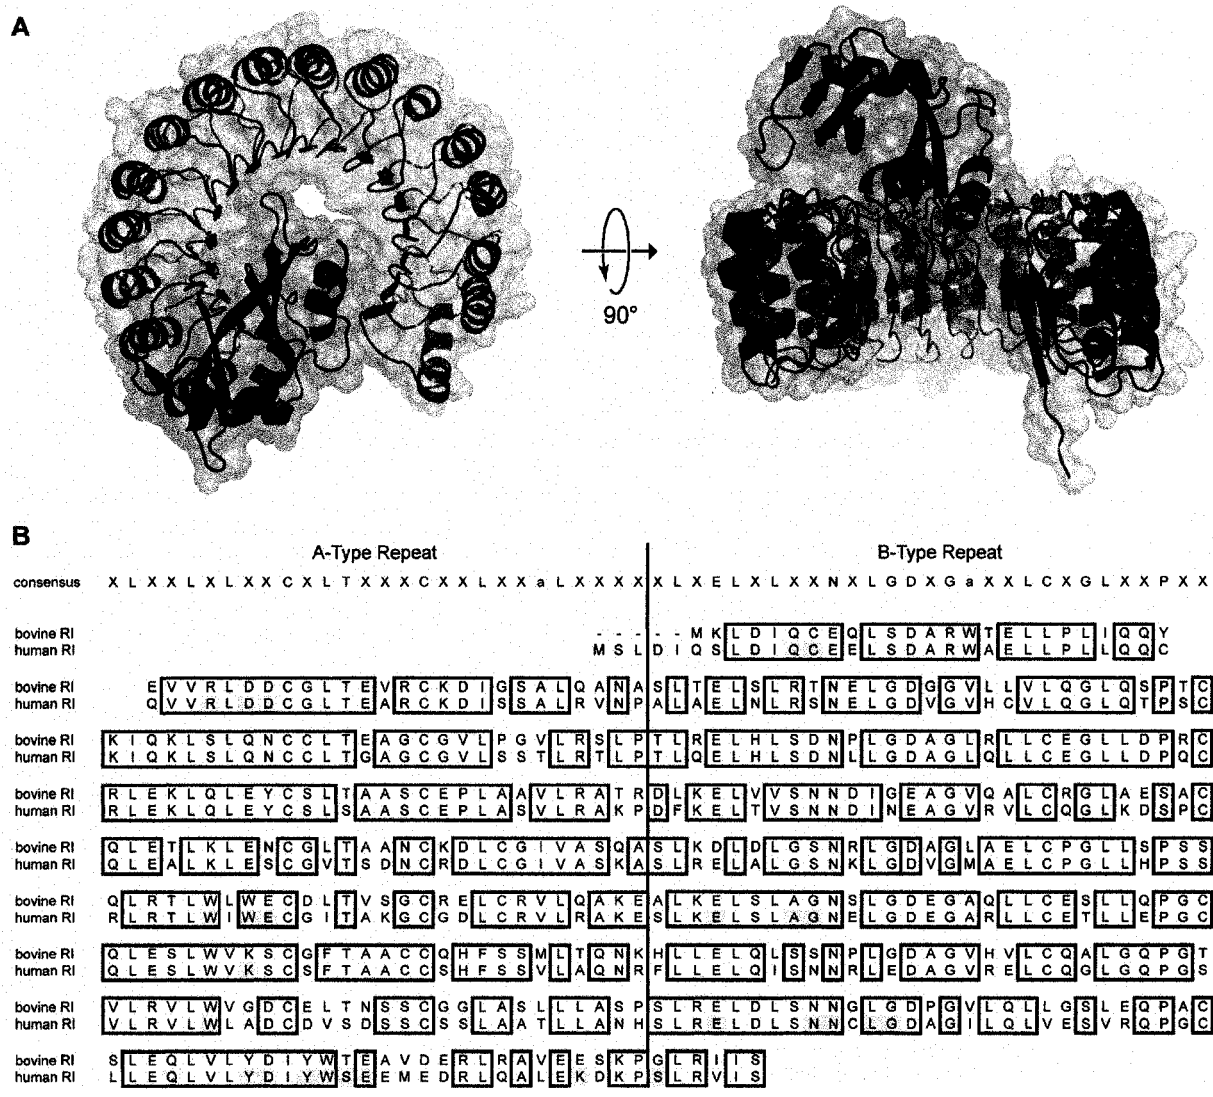 A
90°
B
A-Type Repeat B-Type Repeat
consensus X L X X L X L X X C X L T X X X C X X L X X a L X X X X X L X E L X L X X N X L G D X G a X X L C X G L X X P X X
bovine RI - - - - - M K L D I Q C E Q L S D A R W T E L L P L I Q Q Y
human RI M S L D I Q S L D I Q C E E L S D A R W A E L L P L L Q Q C
bovine RI E V V R L D D C G L T E V R C K D I G S A L Q A N A S L T E L S L R T N E L G D G G V L L V L Q G L Q S P T C
human RI Q V V R L D D C G L T E A R C K D I S S A L R V N P A L A E L N L R S N E L G D V G V H C V L Q G L Q T P S C
bovine RI K I Q K L S L Q N C C L T E A G C G V L P G V L R S L P T L R E L H L S D N P L G D A G L R L L C E G L L D P R C
human RI K I Q K L S L Q N C C L T G A G C G V L S S T L R T L P T L Q E L H L S D N L L G D A G L Q L L C E G L L D P Q C
bovine RI R L E K L Q L E Y C S L T A A S C E P L A A V L R A T R D L K E L V V S N N D I G E A G V Q A L C R G L A E S A C
human RI R L E K L Q L E Y C S L S A A S C E P L A S V L R A K P D F K E L T V S N N D I N E A G V R V L C Q G L K D S P C
bovine RI Q L E T L K L E N C G L T A A N C K D L C G I V A S Q A S L K D L D L G S N R L G D A G L A E L C P G L L S P S S
human RI Q L E A L K L E S C G V T S D N C R D L C G I V A S K A S L R E L A L G S N K L G D V G M A E L C P G L L H P S S
bovine RI Q L R T L W L W E C D L T V S G C R E L C R V L Q A K E A L K E L S L A G N S L G D E G A Q L L C E S L L Q P G C
human RI R L R T L W I W E C G I T A K G C G D L C R V L R A K E S L K E L S L A G N E L G D E G A R L L C E T L L E P G C
bovine RI Q L E S L W V K S C G F T A A C C Q H F S S M L T Q N K H L L E L Q L S S N P L G D A G V H V L C Q A L G Q P G T
human RI Q L E S L W V K S C S F T A A C C S H F S S V L A Q N R F L L E L Q I S N N R L E D A G V R E L C Q G L G Q P G S
bovine RI V L R V L W V G D C E L T N S S C G G L A S L L L A S P S L R E L D L S N N G L G D P G V L Q L L G S L E Q P A C
human RI V L R V L W L A D C D V S D S S C S S L A A T L L A N H S L R E L D L S N N C L G D A G I L Q L V E S V R Q P G C
bovine RI S L E Q L V L Y D I Y W T E A V D E R L R A V E E S K P G L R I I S
human RI L L E Q L V L Y D I Y W S E E M E D R L Q A L E K D K P S L R V I S